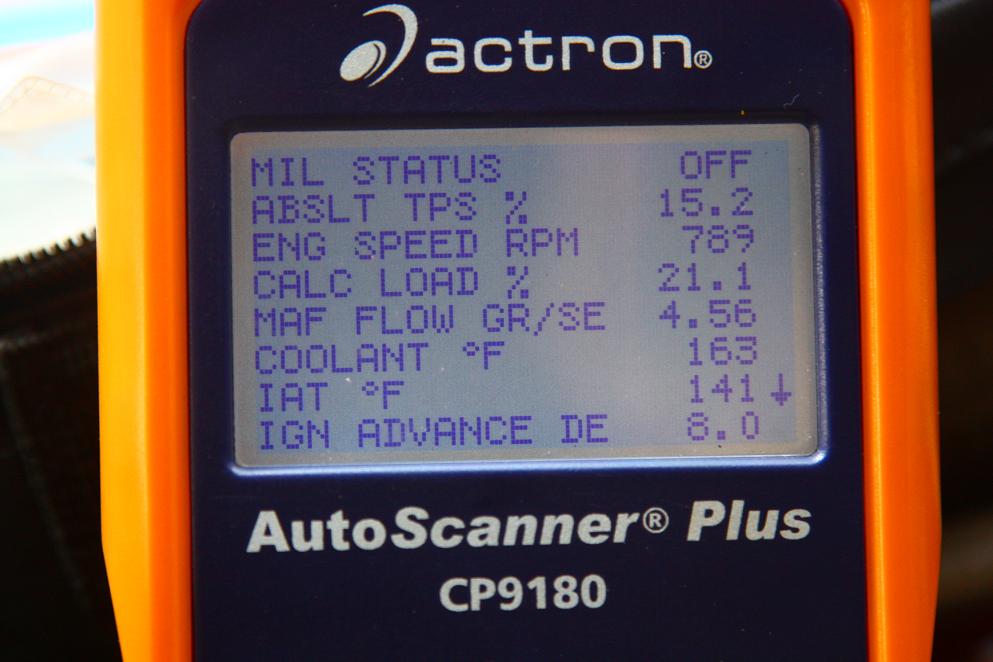 actron®
MIL STATUS OFF
ABSLT TPS % 15.2
ENG SPEED RPM 789
CALC LOAD % 21.1
MAF FLOW GR/SE 4.56
COOLANT °F 163
IAT °F 141↓
IGN ADVANCE DE 8.0
AutoScanner® Plus
CP9180